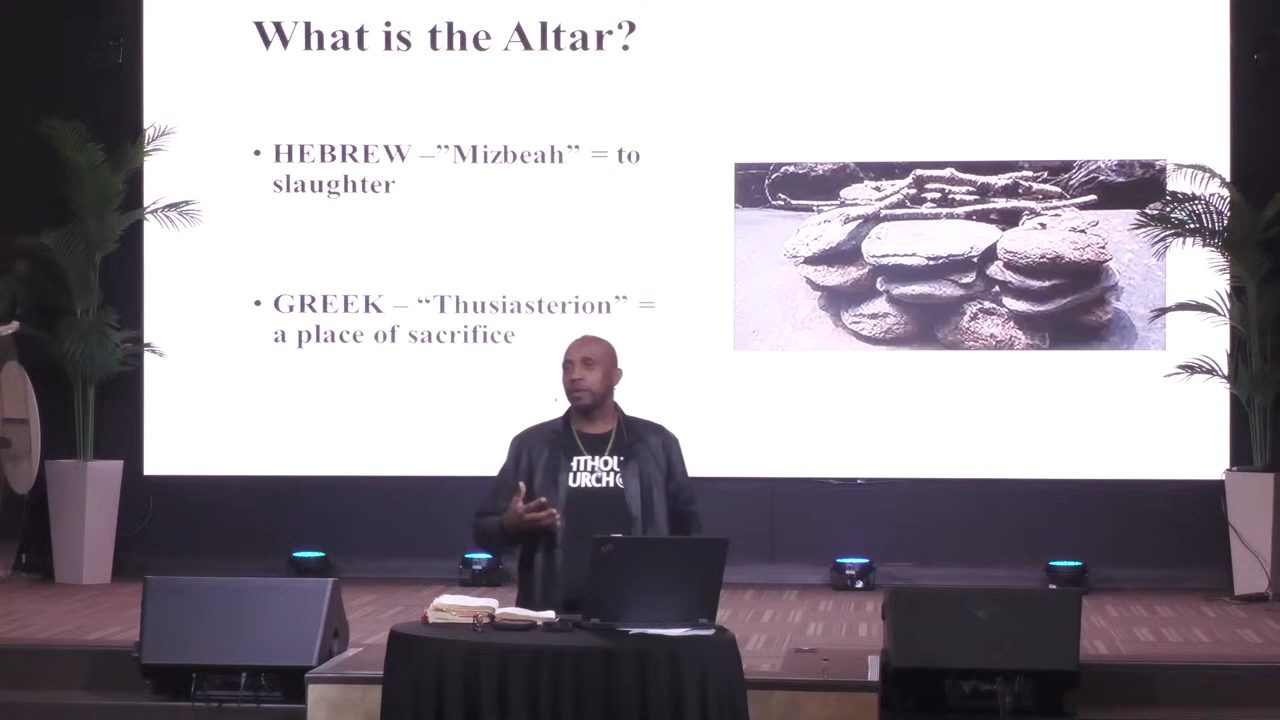 What is the Altar?
• HEBREW –”Mizbeah” = to
slaughter
• GREEK – “Thusiasterion” =
a place of sacrifice